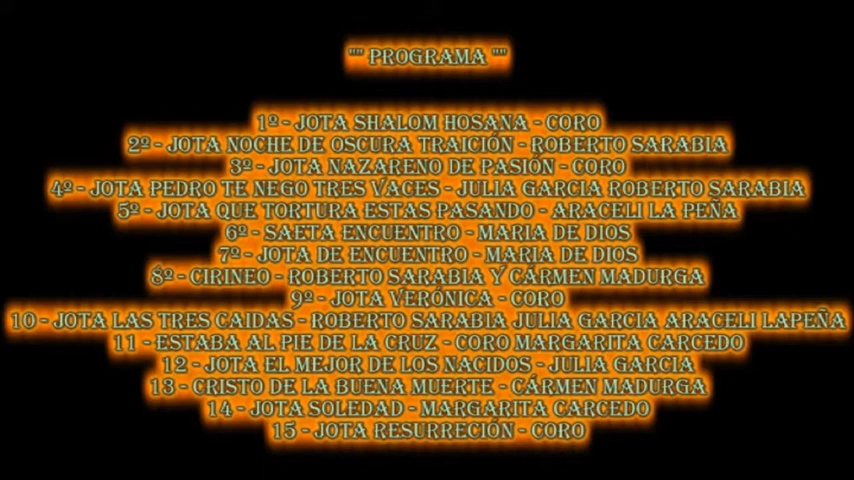 "" PROGRAMA ""
1º - JOTA SHALOM HOSANA - CORO
2º - JOTA NOCHE DE OSCURA TRAICIÓN - ROBERTO SARABIA
3º - JOTA NAZARENO DE PASIÓN - CORO
4º - JOTA PEDRO TE NEGO TRES VACES - JULIA GARCIA ROBERTO SARABIA
5º - JOTA QUE TORTURA ESTAS PASANDO - ARACELI LA PEÑA
6º - SAETA ENCUENTRO - MARIA DE DIOS
7º - JOTA DE ENCUENTRO - MARIA DE DIOS
8º - CIRINEO - ROBERTO SARABIA Y CÁRMEN MADURGA
9º - JOTA VERÓNICA - CORO
10 - JOTA LAS TRES CAIDAS - ROBERTO SARABIA JULIA GARCIA ARACELI LAPEÑA
11 - ESTABA AL PIE DE LA CRUZ - CORO MARGARITA CARCEDO
12 - JOTA EL MEJOR DE LOS NACIDOS - JULIA GARCIA
13 - CRISTO DE LA BUENA MUERTE - CÁRMEN MADURGA
14 - JOTA SOLEDAD - MARGARITA CARCEDO
15 - JOTA RESURRECIÓN - CORO